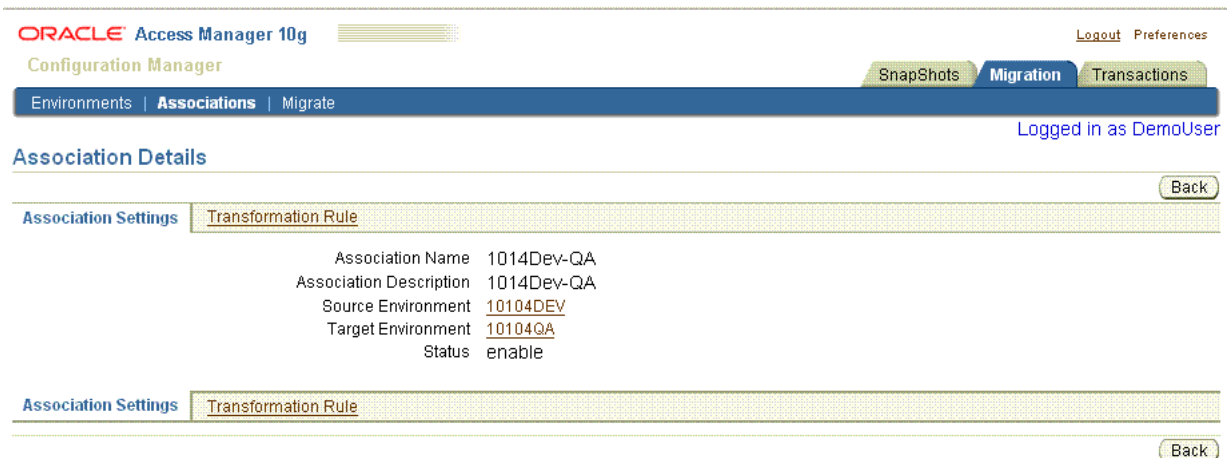 ORACLE Access Manager 10g
Logout Preferences
Configuration Manager
SnapShots Migration Transactions
Environments | Associations | Migrate
Logged in as DemoUser
Association Details
Back
Association Settings Transformation Rule
Association Name 1014Dev-QA
Association Description 1014Dev-QA
Source Environment 10104DEV
Target Environment 10104QA
Status enable
Association Settings Transformation Rule
Back